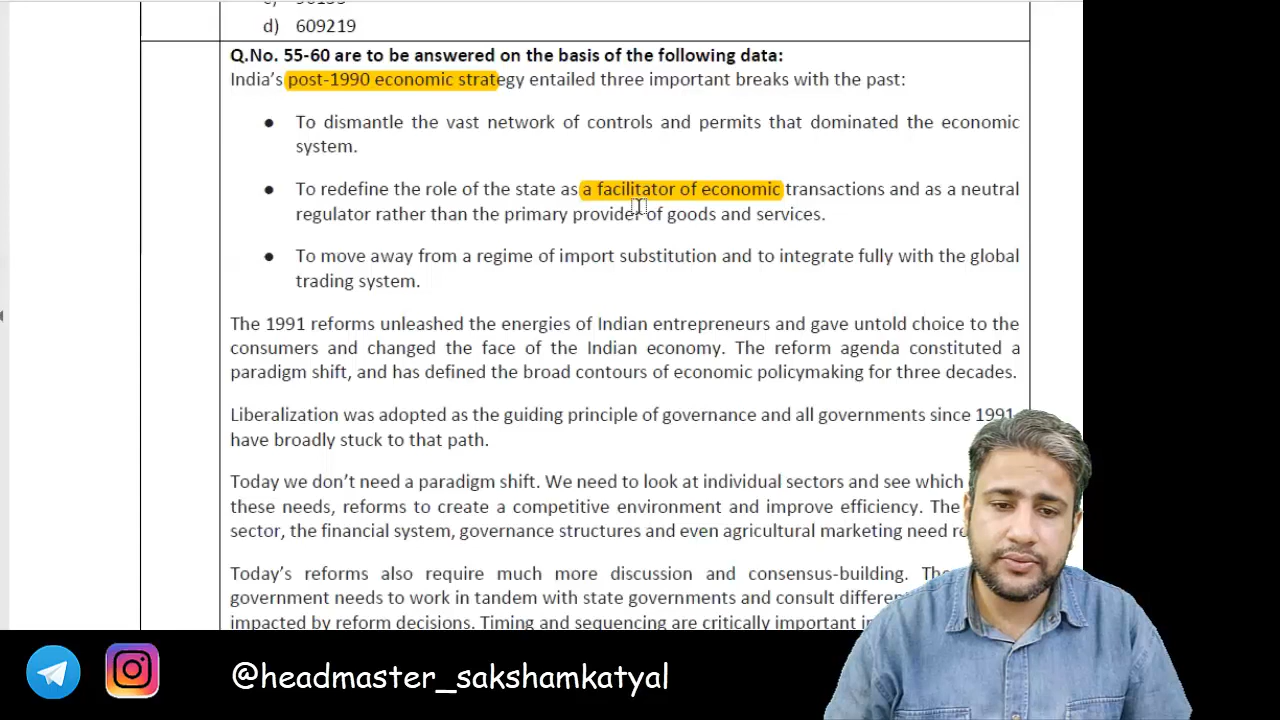 d) 609219
Q.No. 55-60 are to be answered on the basis of the following data:
India's post-1990 economic strategy entailed three important breaks with the past:
● To dismantle the vast network of controls and permits that dominated the economic
system.
● To redefine the role of the state as a facilitator of economic transactions and as a neutral
regulator rather than the primary provider of goods and services.
● To move away from a regime of import substitution and to integrate fully with the global
trading system.
The 1991 reforms unleashed the energies of Indian entrepreneurs and gave untold choice to the
consumers and changed the face of the Indian economy. The reform agenda constituted a
paradigm shift, and has defined the broad contours of economic policymaking for three decades.
Liberalization was adopted as the guiding principle of governance and all governments since 1991
have broadly stuck to that path.
Today we don't need a paradigm shift. We need to look at individual sectors and see which
these needs, reforms to create a competitive environment and improve efficiency. The
sector, the financial system, governance structures and even agricultural marketing need
Today's reforms also require much more discussion and consensus-building.
government needs to work in tandem with state governments and consult
impacted by reform decisions. Timing and sequencing are critically important
@headmaster_sakshamkatyal